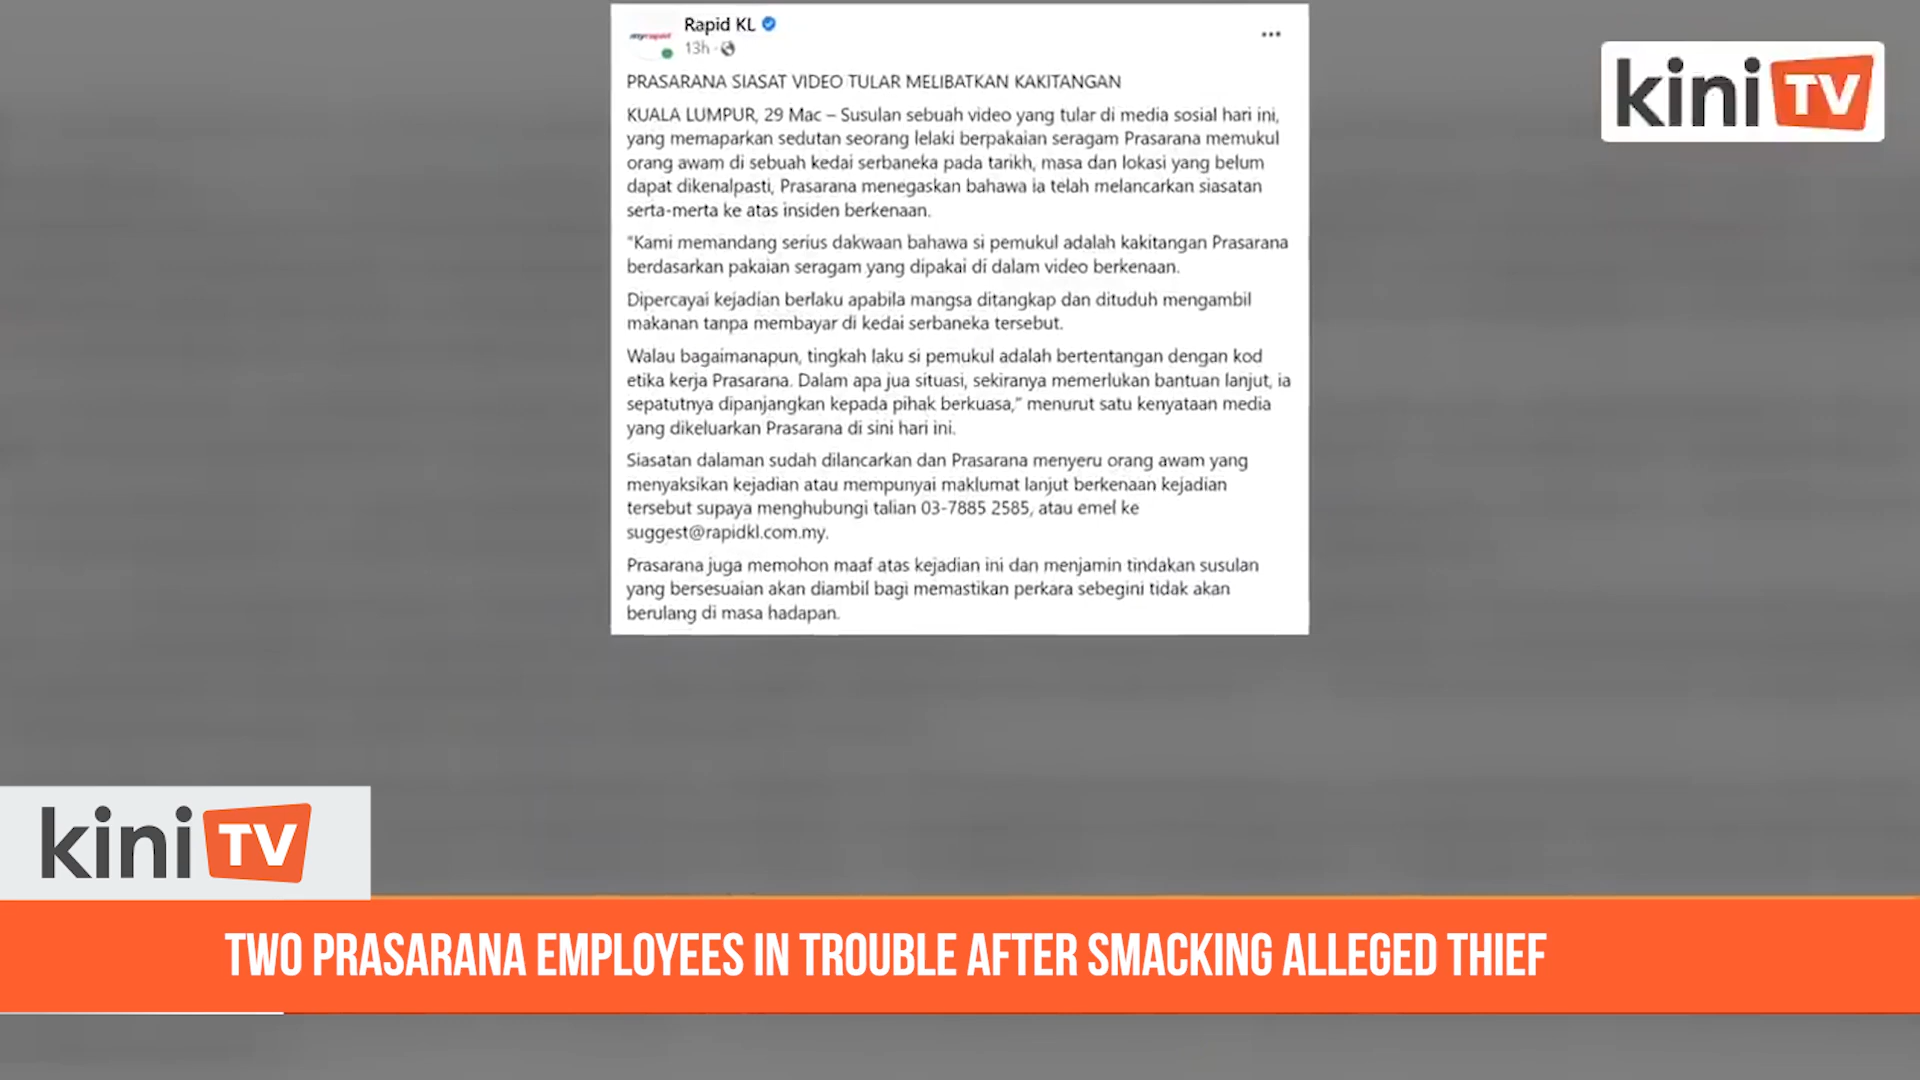 Rapid KL
myrapid
13h ·
PRASARANA SIASAT VIDEO TULAR MELIBATKAN KAKITANGAN
KUALA LUMPUR, 29 Mac – Susulan sebuah video yang tular di media sosial hari ini,
yang memaparkan sedutan seorang lelaki berpakaian seragam Prasarana memukul
orang awam di sebuah kedai serbaneka pada tarikh, masa dan lokasi yang belum
dapat dikenalpasti, Prasarana menegaskan bahawa ia telah melancarkan siasatan
serta-merta ke atas insiden berkenaan.
“Kami memandang serius dakwaan bahawa si pemukul adalah kakitangan Prasarana
berdasarkan pakaian seragam yang dipakai di dalam video berkenaan.
Dipercayai kejadian berlaku apabila mangsa ditangkap dan dituduh mengambil
makanan tanpa membayar di kedai serbaneka tersebut.
Walau bagaimanapun, tingkah laku si pemukul adalah bertentangan dengan kod
etika kerja Prasarana. Dalam apa jua situasi, sekiranya memerlukan bantuan lanjut, ia
sepatutnya dipanjangkan kepada pihak berkuasa,” menurut satu kenyataan media
yang dikeluarkan Prasarana di sini hari ini.
Siasatan dalaman sudah dilancarkan dan Prasarana menyeru orang awam yang
menyaksikan kejadian atau mempunyai maklumat lanjut berkenaan kejadian
tersebut supaya menghubungi talian 03-7885 2585, atau emel ke
suggest@rapidkl.com.my.
Prasarana juga memohon maaf atas kejadian ini dan menjamin tindakan susulan
yang bersesuaian akan diambil bagi memastikan perkara sebegini tidak akan
berulang di masa hadapan.
kini TV
kini TV
TWO PRASARANA EMPLOYEES IN TROUBLE AFTER SMACKING ALLEGED THIEF